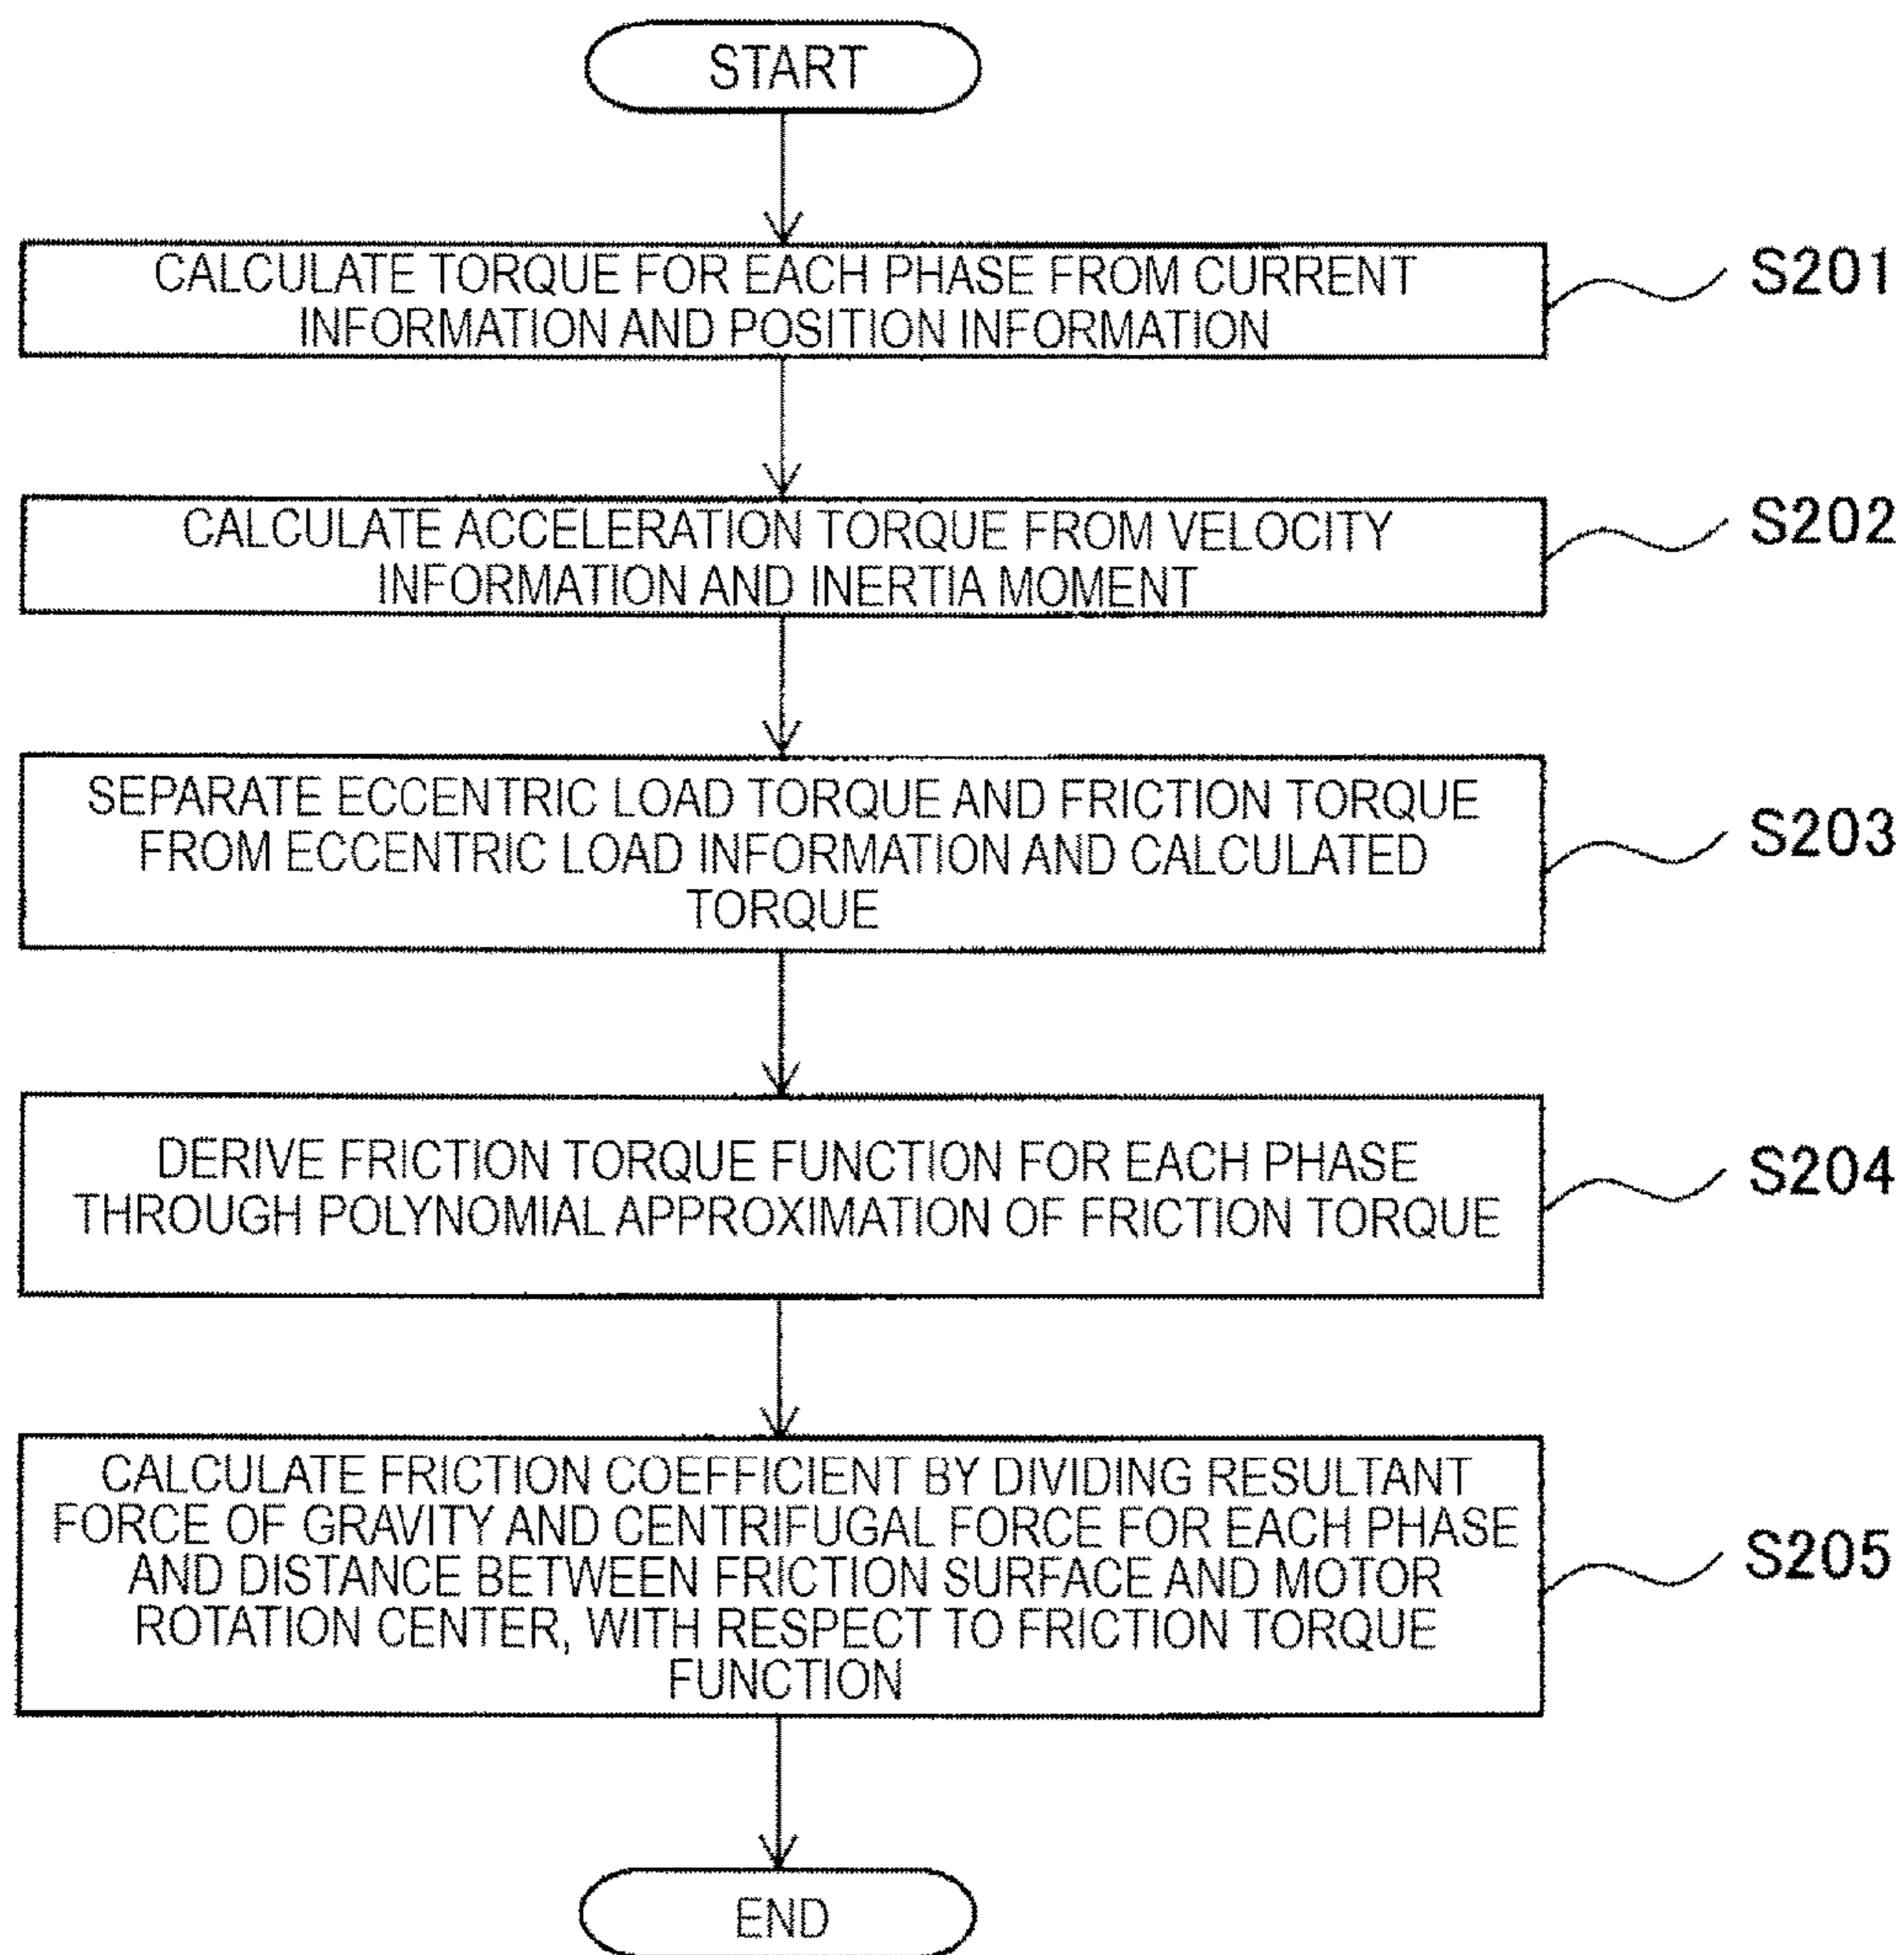 START
CALCULATE TORQUE FOR EACH PHASE FROM CURRENT
INFORMATION AND POSITION INFORMATION
S201
CALCULATE ACCELERATION TORQUE FROM VELOCITY
INFORMATION AND INERTIA MOMENT
S202
SEPARATE ECCENTRIC LOAD TORQUE AND FRICTION TORQUE
FROM ECCENTRIC LOAD INFORMATION AND CALCULATED
TORQUE
S203
DERIVE FRICTION TORQUE FUNCTION FOR EACH PHASE
THROUGH POLYNOMIAL APPROXIMATION OF FRICTION TORQUE
S204
CALCULATE FRICTION COEFFICIENT BY DIVIDING RESULTANT
FORCE OF GRAVITY AND CENTRIFUGAL FORCE FOR EACH PHASE
AND DISTANCE BETWEEN FRICTION SURFACE AND MOTOR
ROTATION CENTER, WITH RESPECT TO FRICTION TORQUE
FUNCTION
S205
END